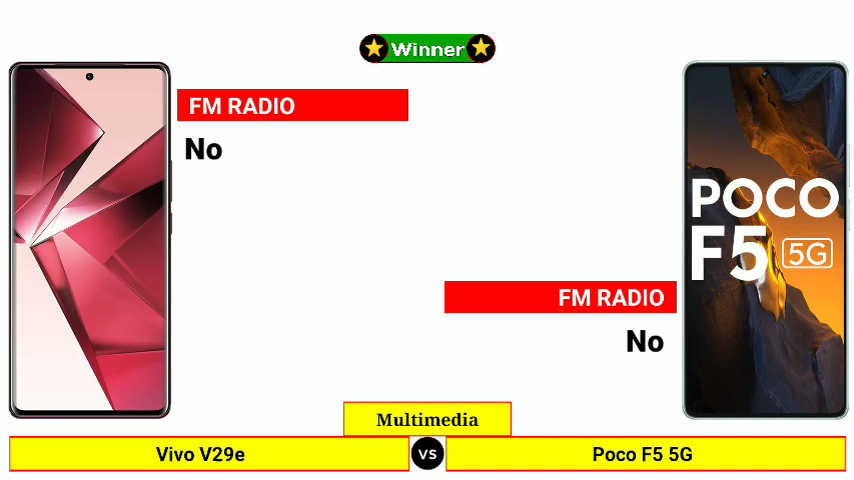 Winner
FM RADIO
No
POCO
F5 5G
FM RADIO
No
Multimedia
Vivo V29e
VS
Poco F5 5G